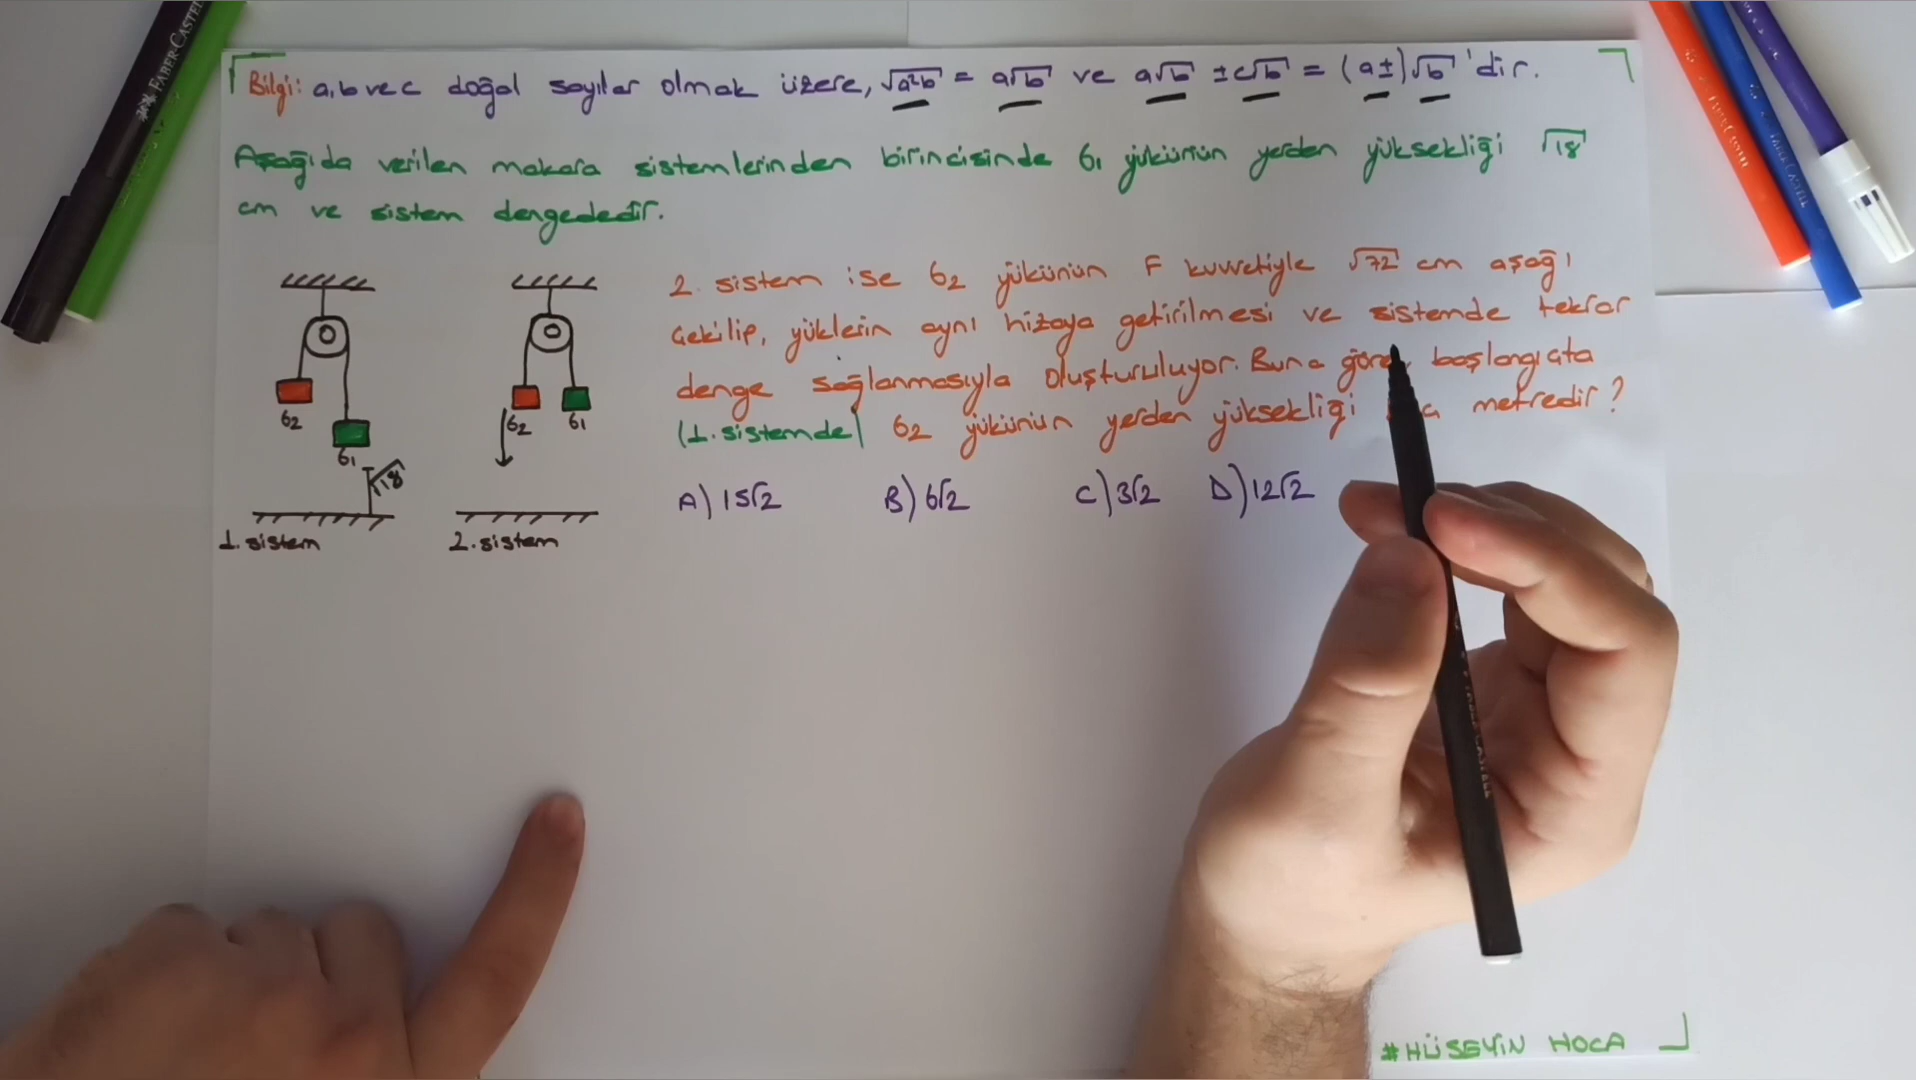 Bilgi: a,b ve c doğal sayılar olmak üzere, √a²b = a√b ve a√b ± c√b = (a±)√b 'dir.
Aşağıda verilen makara sistemlerinden birincisinde G₁ yükünün yerden yüksekliği √18
cm ve sistem dengededir.
2. sistem ise G₂ yükünün F kuvvetiyle √72 cm aşağı
çekilip, yüklerin aynı hizaya getirilmesi ve sistemde tekrar
denge sağlanmasıyla oluşturuluyor. Buna göre başlangıçta
(1. sistemde) G₂ yükünün yerden yüksekliği metredir?
A) 15√2 B) 6√2 C) 3√2 D) 12√2
G₂
G₁
√18
1. sistem
G₂
G₁
2. sistem
FABER-CASTEL
#HÜSEYİN HOCA